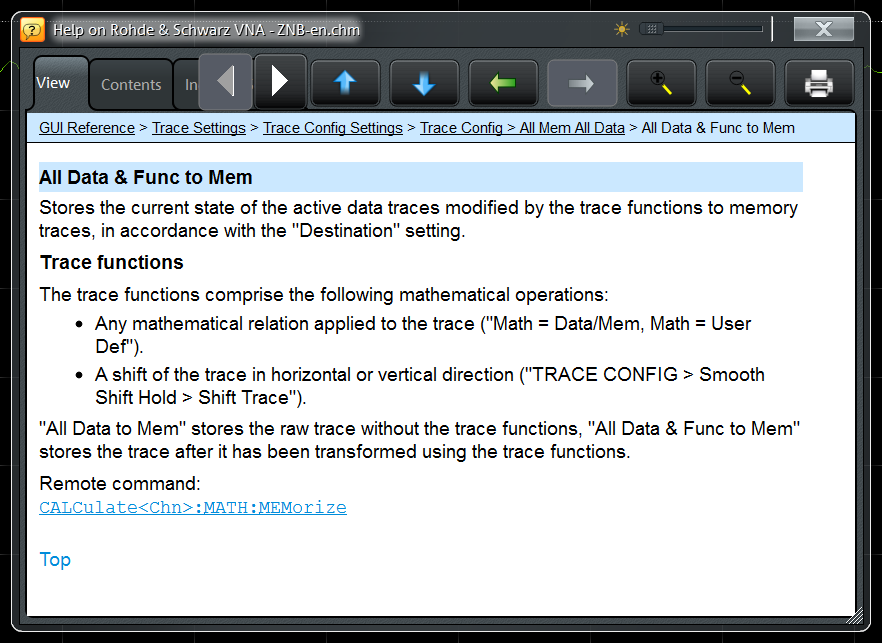 Help on Rohde & Schwarz VNA - ZNB-en.chm
View Contents In
GUI Reference > Trace Settings > Trace Config Settings > Trace Config > All Mem All Data > All Data & Func to Mem
All Data & Func to Mem
Stores the current state of the active data traces modified by the trace functions to memory
traces, in accordance with the "Destination" setting.
Trace functions
The trace functions comprise the following mathematical operations:
• Any mathematical relation applied to the trace ("Math = Data/Mem, Math = User
Def").
• A shift of the trace in horizontal or vertical direction ("TRACE CONFIG > Smooth
Shift Hold > Shift Trace").
"All Data to Mem" stores the raw trace without the trace functions, "All Data & Func to Mem"
stores the trace after it has been transformed using the trace functions.
Remote command:
CALCulate<Chn>:MATH:MEMorize
Top